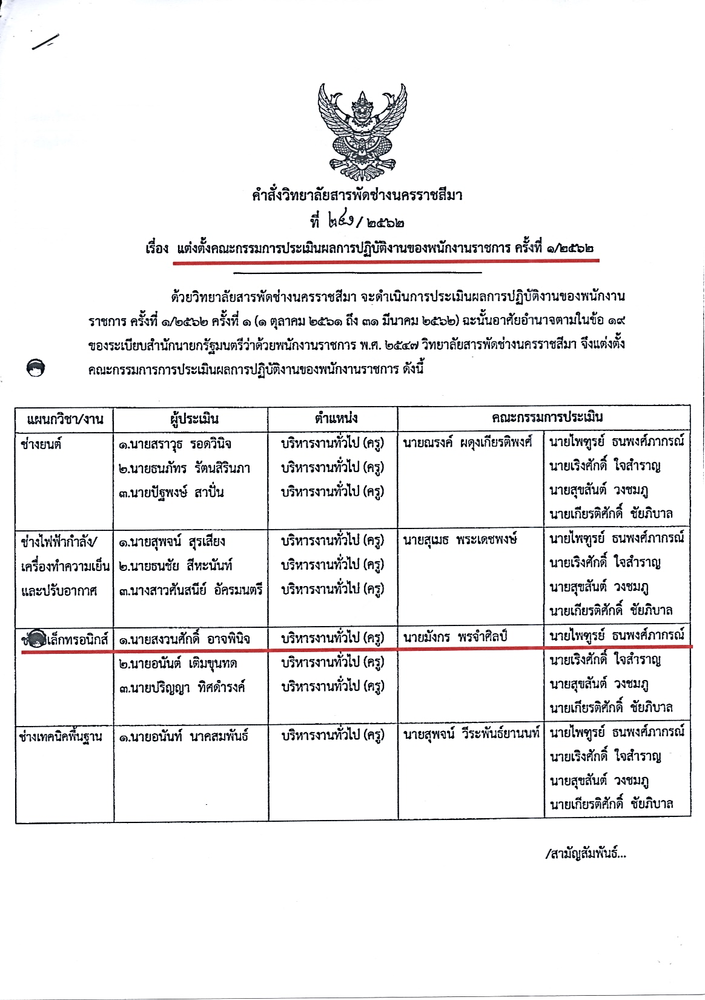 คำสั่งวิทยาลัยสารพัดช่างนครราชสีมา
ที่ ๒๔๑ / ๒๕๖๒
เรื่อง แต่งตั้งคณะกรรมการประเมินผลการปฏิบัติงานของพนักงานราชการ ครั้งที่ ๑/๒๕๖๒
ด้วยวิทยาลัยสารพัดช่างนครราชสีมา จะดำเนินการประเมินผลการปฏิบัติงานของพนักงาน
ราชการ ครั้งที่ ๑/๒๕๖๒ ครั้งที่ ๑ (๑ ตุลาคม ๒๕๖๑ ถึง ๓๑ มีนาคม ๒๕๖๒) ฉะนั้นอาศัยอำนาจตามในข้อ ๑๙
ของระเบียบสำนักนายกรัฐมนตรีว่าด้วยพนักงานราชการ พ.ศ. ๒๕๔๗ วิทยาลัยสารพัดช่างนครราชสีมา จึงแต่งตั้ง
คณะกรรมการการประเมินผลการปฏิบัติงานของพนักงานราชการ ดังนี้
แผนกวิชา/งาน ผู้ประเมิน ตำแหน่ง คณะกรรมการประเมิน
ช่างยนต์ ๑.นายสราวุธ รอดวินิจ บริหารงานทั่วไป (ครู) นายณรงค์ ผดุงเกียรติพงศ์ นายไพฑูรย์ ธนพงศ์ภากรณ์
๒.นายธนภัทร รัตนสิรินภา บริหารงานทั่วไป (ครู) นายเริงศักดิ์ ใจสำราญ
๓.นายปัฐพงษ์ สาปั่น บริหารงานทั่วไป (ครู) นายสุขสันต์ วงชมภู
นายเกียรติศักดิ์ ชัยภิบาล
ช่างไฟฟ้ากำลัง/ ๑.นายสุพจน์ สุรเสียง บริหารงานทั่วไป (ครู) นายสุเมธ พระเดชพงษ์ นายไพฑูรย์ ธนพงศ์ภากรณ์
เครื่องทำความเย็น ๒.นายธนชัย สีหะนันท์ บริหารงานทั่วไป (ครู) นายเริงศักดิ์ ใจสำราญ
และปรับอากาศ ๓.นางสาวศันสนีย์ อัครมนตรี บริหารงานทั่วไป (ครู) นายสุขสันต์ วงชมภู
นายเกียรติศักดิ์ ชัยภิบาล
ช่ เล็กทรอนิกส์ ๑.นายสงวนศักดิ์ อาจพินิจ บริหารงานทั่วไป (ครู) นายมังกร พรจำศิลป์ นายไพฑูรย์ ธนพงศ์ภากรณ์
๒.นายอนันต์ เติมขุนทด บริหารงานทั่วไป (ครู) นายเริงศักดิ์ ใจสำราญ
๓.นายปริญญา ทิศดำรงค์ บริหารงานทั่วไป (ครู) นายสุขสันต์ วงชมภู
นายเกียรติศักดิ์ ชัยภิบาล
ช่างเทคนิคพื้นฐาน ๑.นายอนันท์ นาคสมพันธ์ บริหารงานทั่วไป (ครู) นายสุพจน์ วีระพันธ์ยานนท์ นายไพฑูรย์ ธนพงศ์ภากรณ์
นายเริงศักดิ์ ใจสำราญ
นายสุขสันต์ วงชมภู
นายเกียรติศักดิ์ ชัยภิบาล
/สามัญสัมพันธ์...